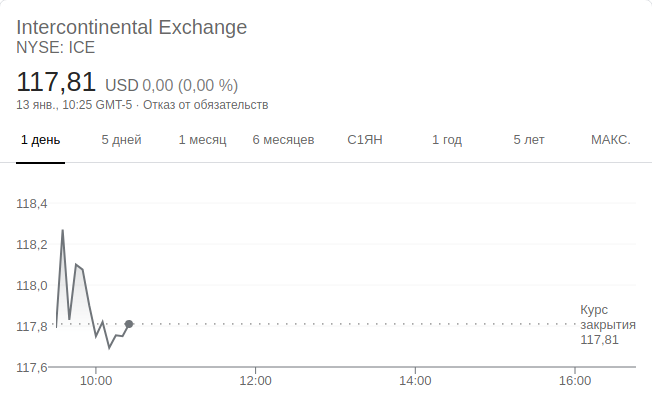 Intercontinental Exchange
NYSE: ICE
117,81 USD 0,00 (0,00 %)
13 янв., 10:25 GMT-5 · Отказ от обязательств
1 день 5 дней 1 месяц 6 месяцев С1ЯН 1 год 5 лет МАКС.
118,4
118,2
118,0
117,8
117,6
Курс
закрытия
117,81
10:00 12:00 14:00 16:00